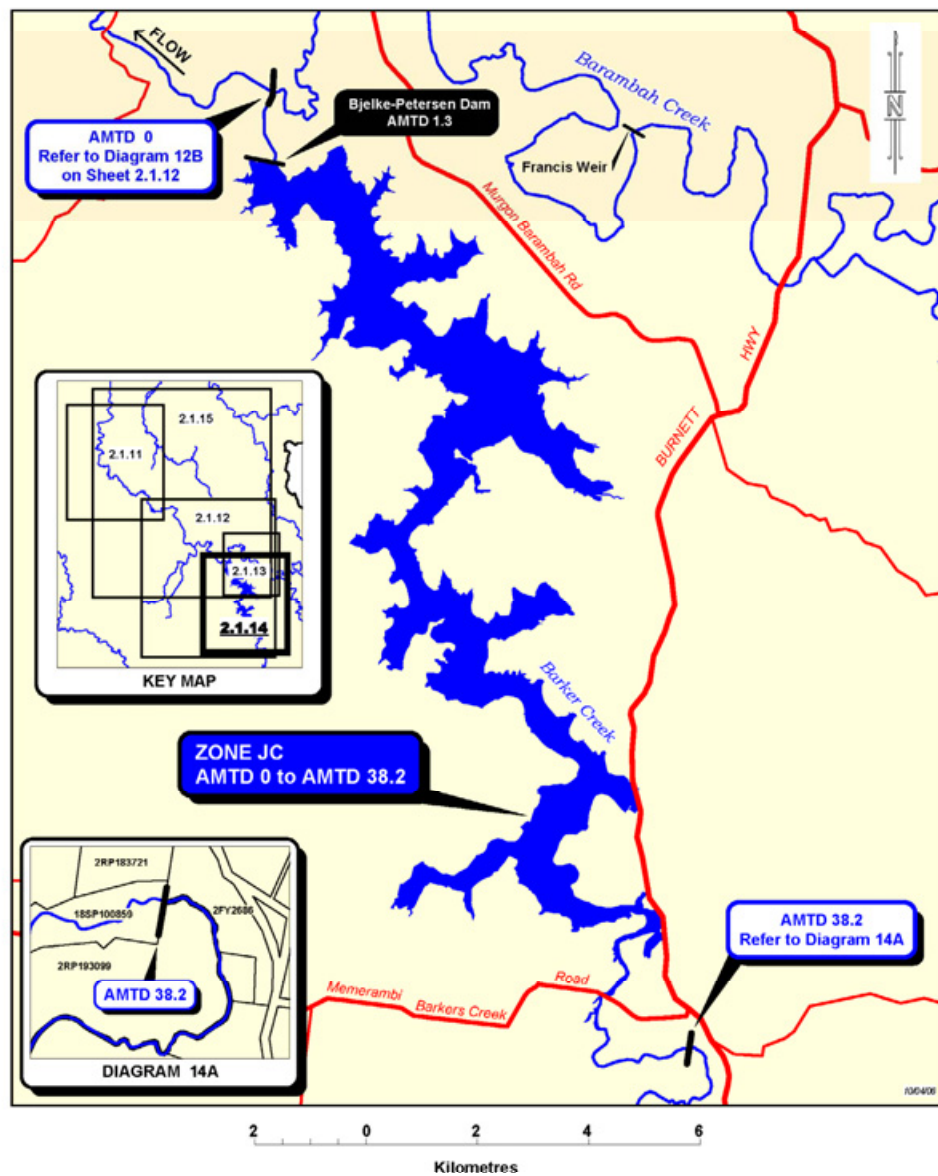 FLOW
Barambah Creek
Bjelke-Petersen Dam
AMTD 1.3
N
AMTD 0
Refer to Diagram 12B
on Sheet 2.1.12
Francis Weir
Murgon Barambah Rd
HWY
BURNETT
2.1.15
2.1.11
2.1.12
2.1.13
2.1.14
KEY MAP
Barker Creek
ZONE JC
AMTD 0 to AMTD 38.2
2RP183721
18SP100859
2FY2686
2RP193099
AMTD 38.2
DIAGRAM 14A
AMTD 38.2
Refer to Diagram 14A
Memerambi
Barkers Creek
Road
10/04/06
2 0 2 4 6
Kilometres